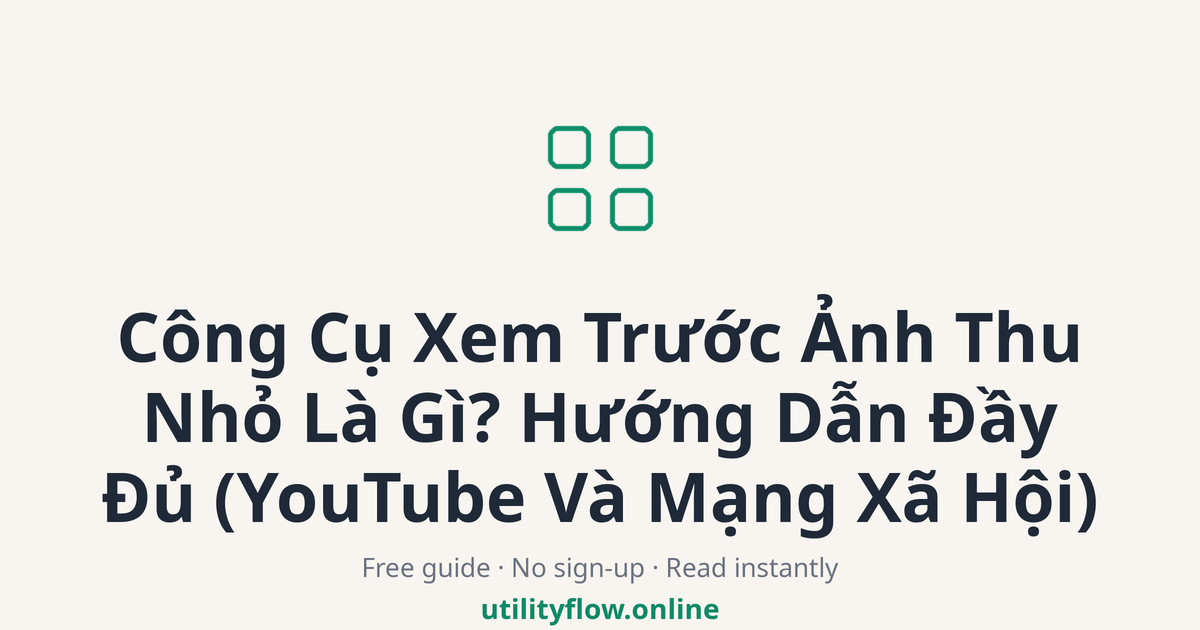 Công Cụ Xem Trước Ảnh Thu
Nhỏ Là Gì? Hướng Dẫn Đầy
Đủ (YouTube Và Mạng Xã Hội)
Free guide · No sign-up · Read instantly
utilityflow.online